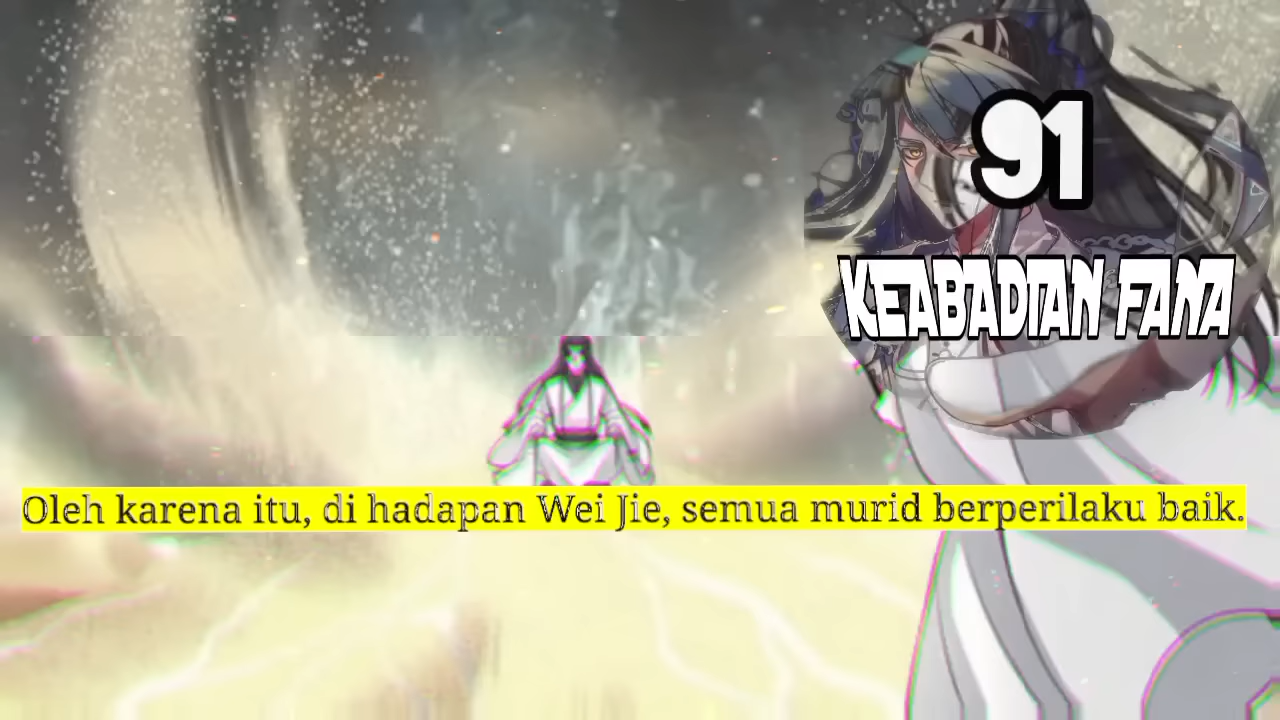 91
KEABADIAN FANA
Oleh karena itu, di hadapan Wei Jie, semua murid berperilaku baik.